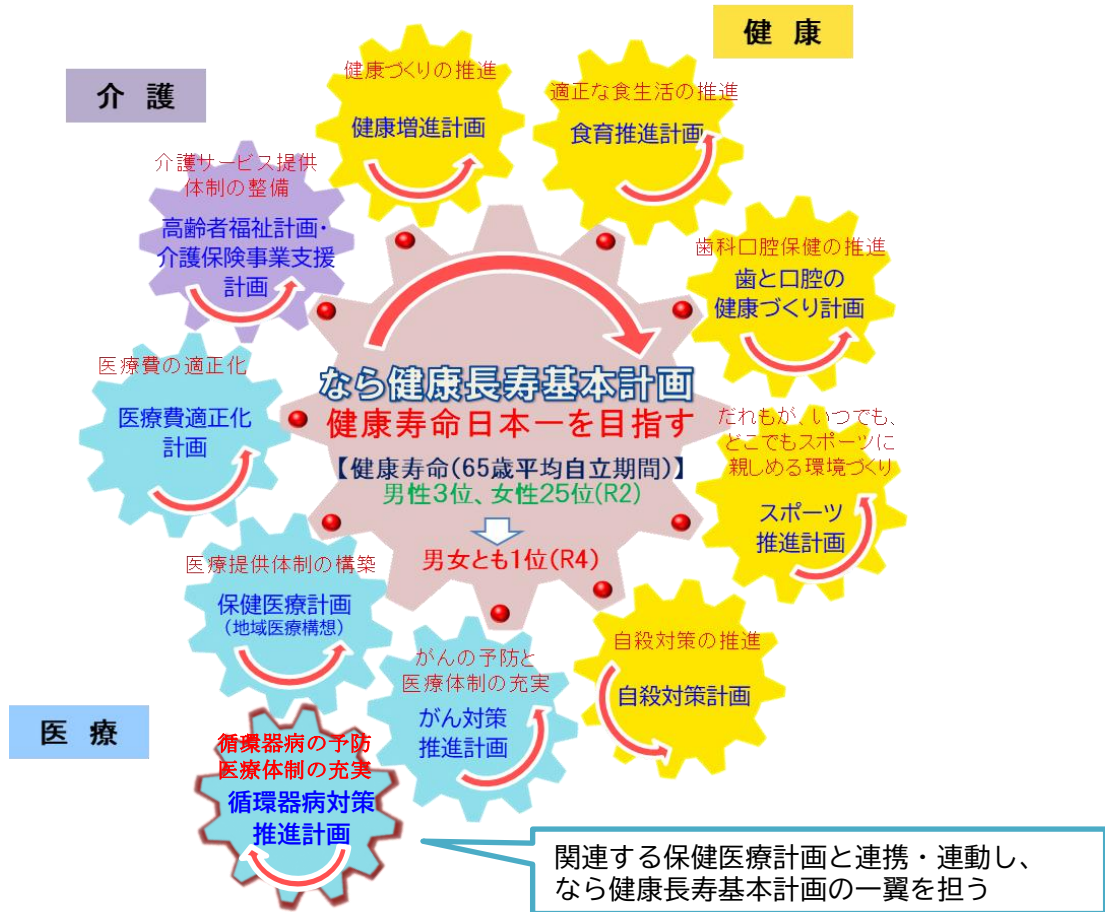 健 康
介 護
健康づくりの推進
健康増進計画
適正な食生活の推進
食育推進計画
介護サービス提供
体制の整備
高齢者福祉計画・
介護保険事業支援
計画
歯科口腔保健の推進
歯と口腔の
健康づくり計画
医療費の適正化
医療費適正化
計画
なら健康長寿基本計画
健康寿命日本一を目指す
【健康寿命(65歳平均自立期間)】
男性3位、女性25位(R2)
男女とも1位(R4)
だれもが、いつでも、
どこでもスポーツに
親しめる環境づくり
スポーツ
推進計画
医療提供体制の構築
保健医療計画
(地域医療構想)
がんの予防と
医療体制の充実
がん対策
推進計画
自殺対策の推進
自殺対策計画
医 療
循環器病の予防
医療体制の充実
循環器病対策
推進計画
関連する保健医療計画と連携・連動し、
なら健康長寿基本計画の一翼を担う